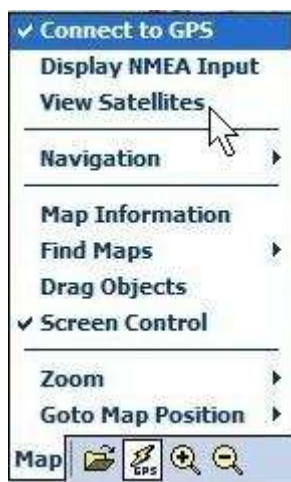 Connect to GPS
Display NMEA Input
View Satellites
Navigation
Map Information
Find Maps
Drag Objects
Screen Control
Zoom
Goto Map Position
Map GPS